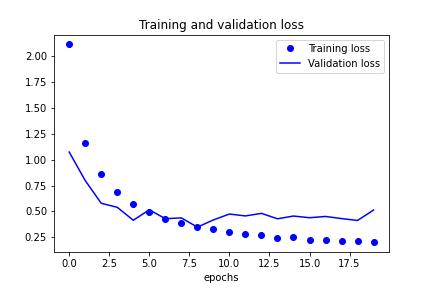 Training and validation loss
Training loss
Validation loss
2.00
1.75
1.50
1.25
1.00
0.75
0.50
0.25
0.0 2.5 5.0 7.5 10.0 12.5 15.0 17.5
epochs